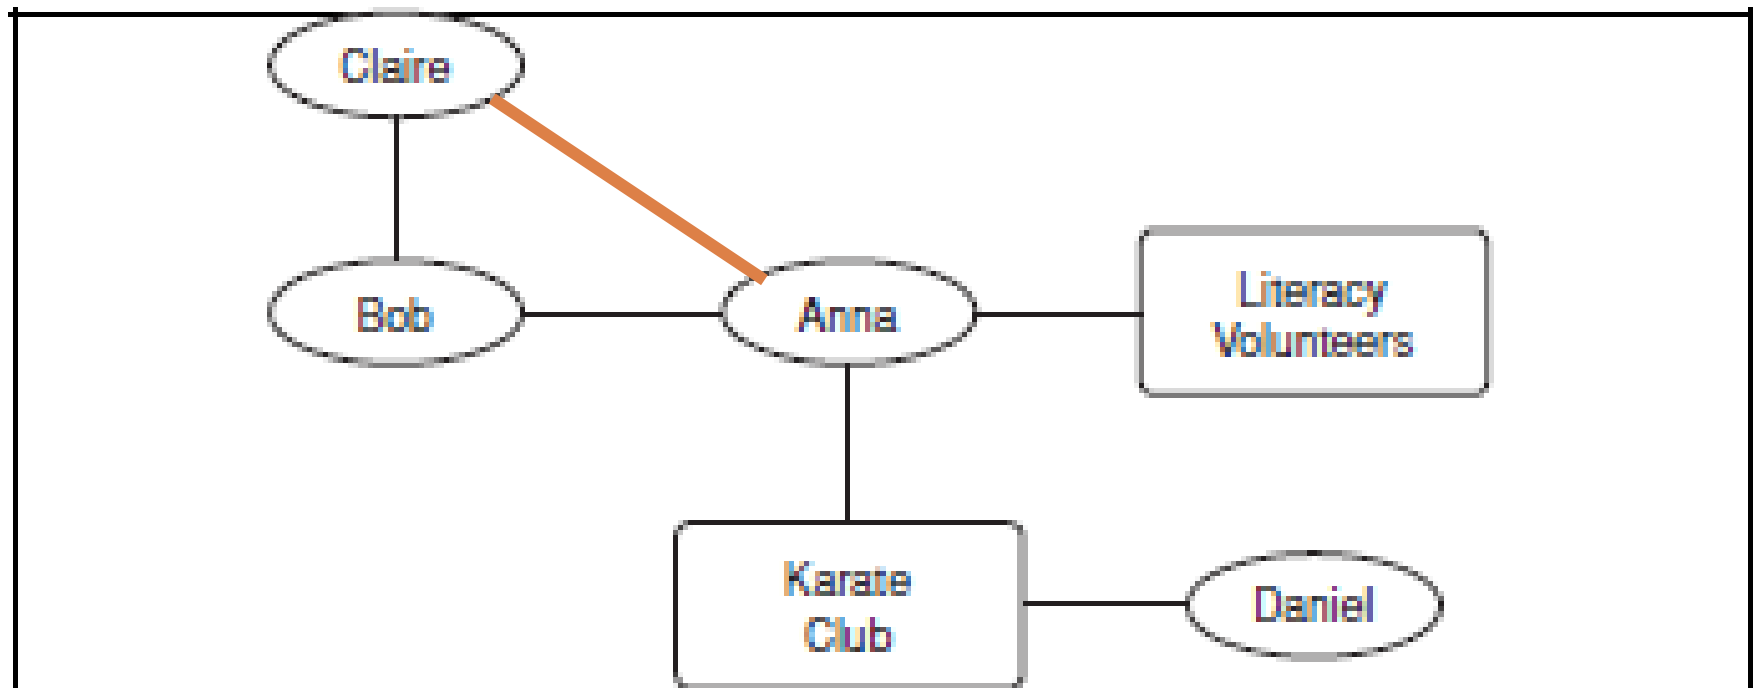 Claire
Bob
Anna
Literacy
Volunteers
Karate
Club
Daniel